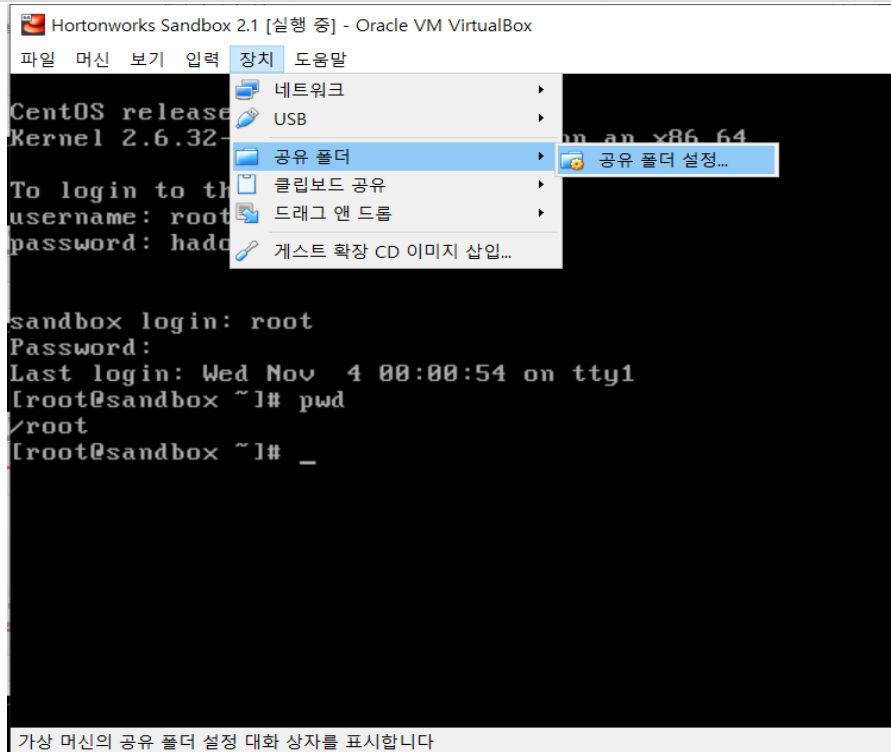 Hortonworks Sandbox 2.1 [실행 중] - Oracle VM VirtualBox
파일 머신 보기 입력 장치 도움말
네트워크
USB
공유 폴더
공유 폴더 설정...
클립보드 공유
드래그 앤 드롭
게스트 확장 CD 이미지 삽입...
CentOS release
Kernel 2.6.32- on an x86_64
To login to th
username: root
password: hado
sandbox login: root
Password:
Last login: Wed Nov 4 00:00:54 on tty1
[root@sandbox ~]# pwd
/root
[root@sandbox ~]# _
가상 머신의 공유 폴더 설정 대화 상자를 표시합니다